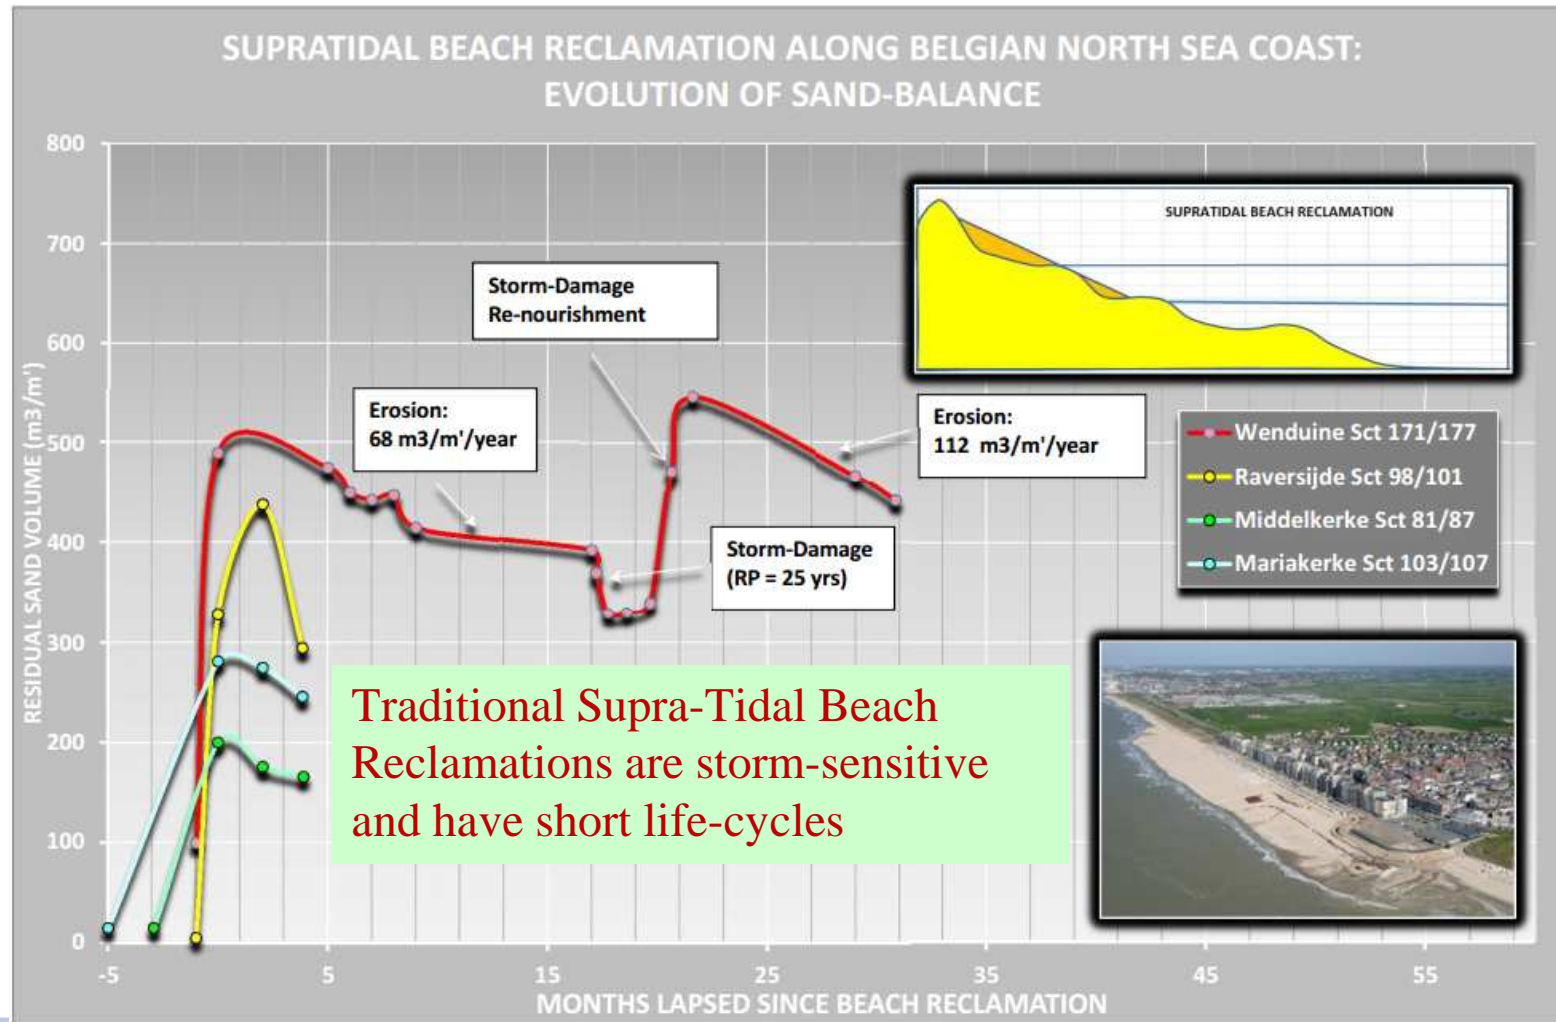 SUPRATIDAL BEACH RECLAMATION ALONG BELGIAN NORTH SEA COAST:
EVOLUTION OF SAND-BALANCE
RESIDUAL SAND VOLUME (m3/m')
800
700
600
500
400
300
200
100
0
SUPRATIDAL BEACH RECLAMATION
Storm-Damage
Re-nourishment
Erosion:
68 m3/m'/year
Erosion:
112 m3/m'/year
Storm-Damage
(RP = 25 yrs)
Wenduine Sct 171/177
Raversijde Sct 98/101
Middelkerke Sct 81/87
Mariakerke Sct 103/107
Traditional Supra-Tidal Beach
Reclamations are storm-sensitive
and have short life-cycles
-5 5 15 25 35 45 55
MONTHS LAPSED SINCE BEACH RECLAMATION